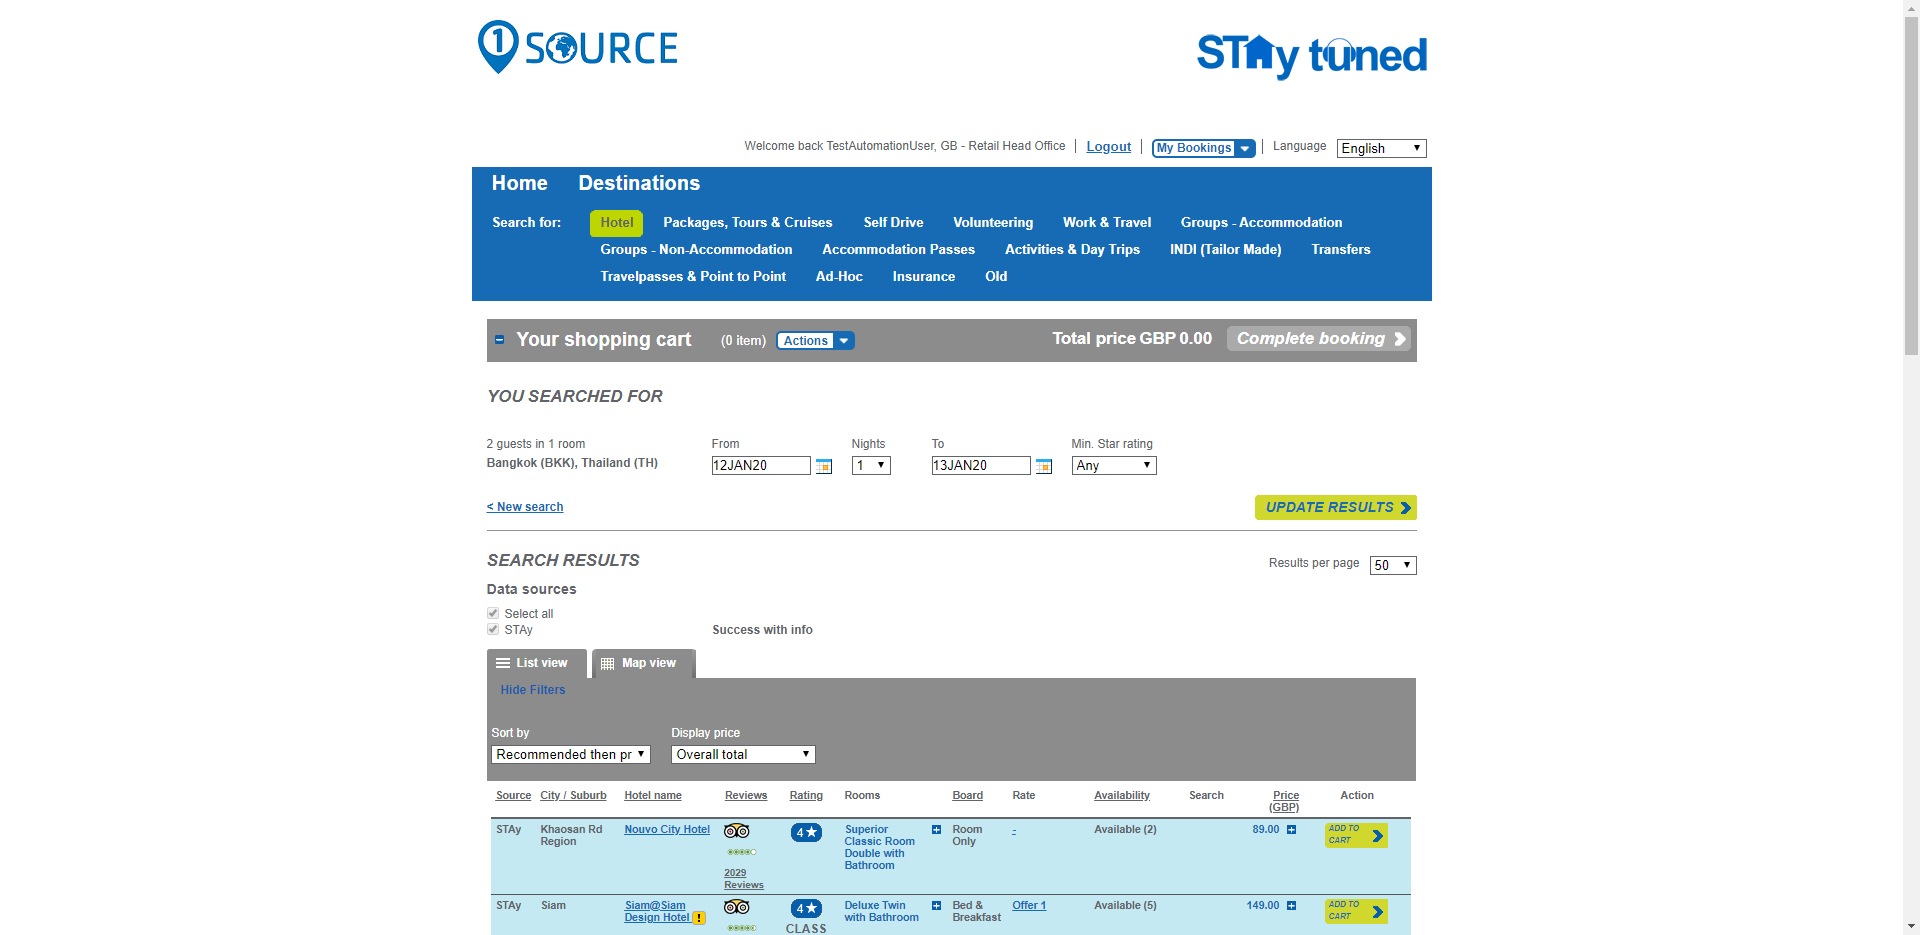 1 SOURCE
STAy tuned
Welcome back TestAutomationUser, GB - Retail Head Office Logout My Bookings Language English
Home Destinations
Search for: Hotel Packages, Tours & Cruises Self Drive Volunteering Work & Travel Groups - Accommodation
Groups - Non-Accommodation Accommodation Passes Activities & Day Trips INDI (Tailor Made) Transfers
Travelpasses & Point to Point Ad-Hoc Insurance Old
Your shopping cart (0 item) Actions Total price GBP 0.00 Complete booking
YOU SEARCHED FOR
2 guests in 1 room From Nights To Min. Star rating
Bangkok (BKK), Thailand (TH) 12JAN20 1 13JAN20 Any
< New search UPDATE RESULTS
SEARCH RESULTS Results per page 50
Data sources
Select all
STAy Success with info
List view Map view
Hide Filters
Sort by Display price
Recommended then pr Overall total
Source City / Suburb Hotel name Reviews Rating Rooms Board Rate Availability Search Price Action
(GBP)
STAy Khaosan Rd Nouvo City Hotel 4 Superior Room - Available (2) 89.00 ADD TO
Region Classic Room Only CART
Double with
Bathroom
2029
Reviews
STAy Siam Siam@Siam 4 Deluxe Twin Bed & Offer 1 Available (5) 149.00 ADD TO
Design Hotel ! with Bathroom Breakfast CART
CLASS